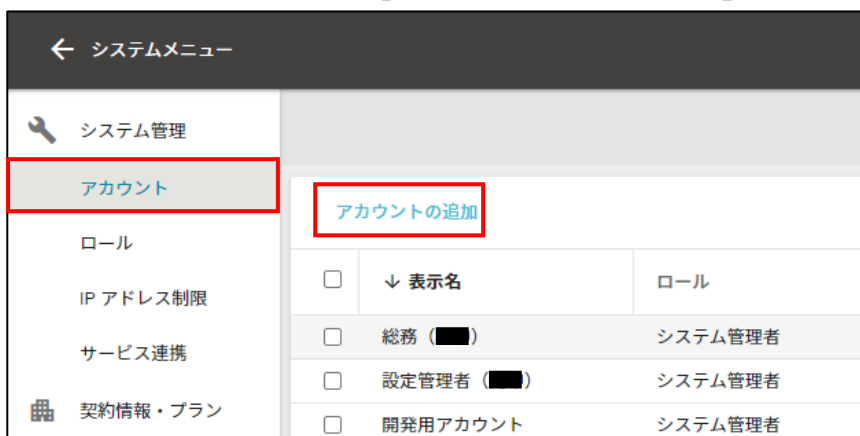 システムメニュー
システム管理
アカウント
ロール
IP アドレス制限
サービス連携
契約情報・プラン
アカウントの追加
表示名 ロール
総務（ ） システム管理者
設定管理者（ ） システム管理者
開発用アカウント システム管理者